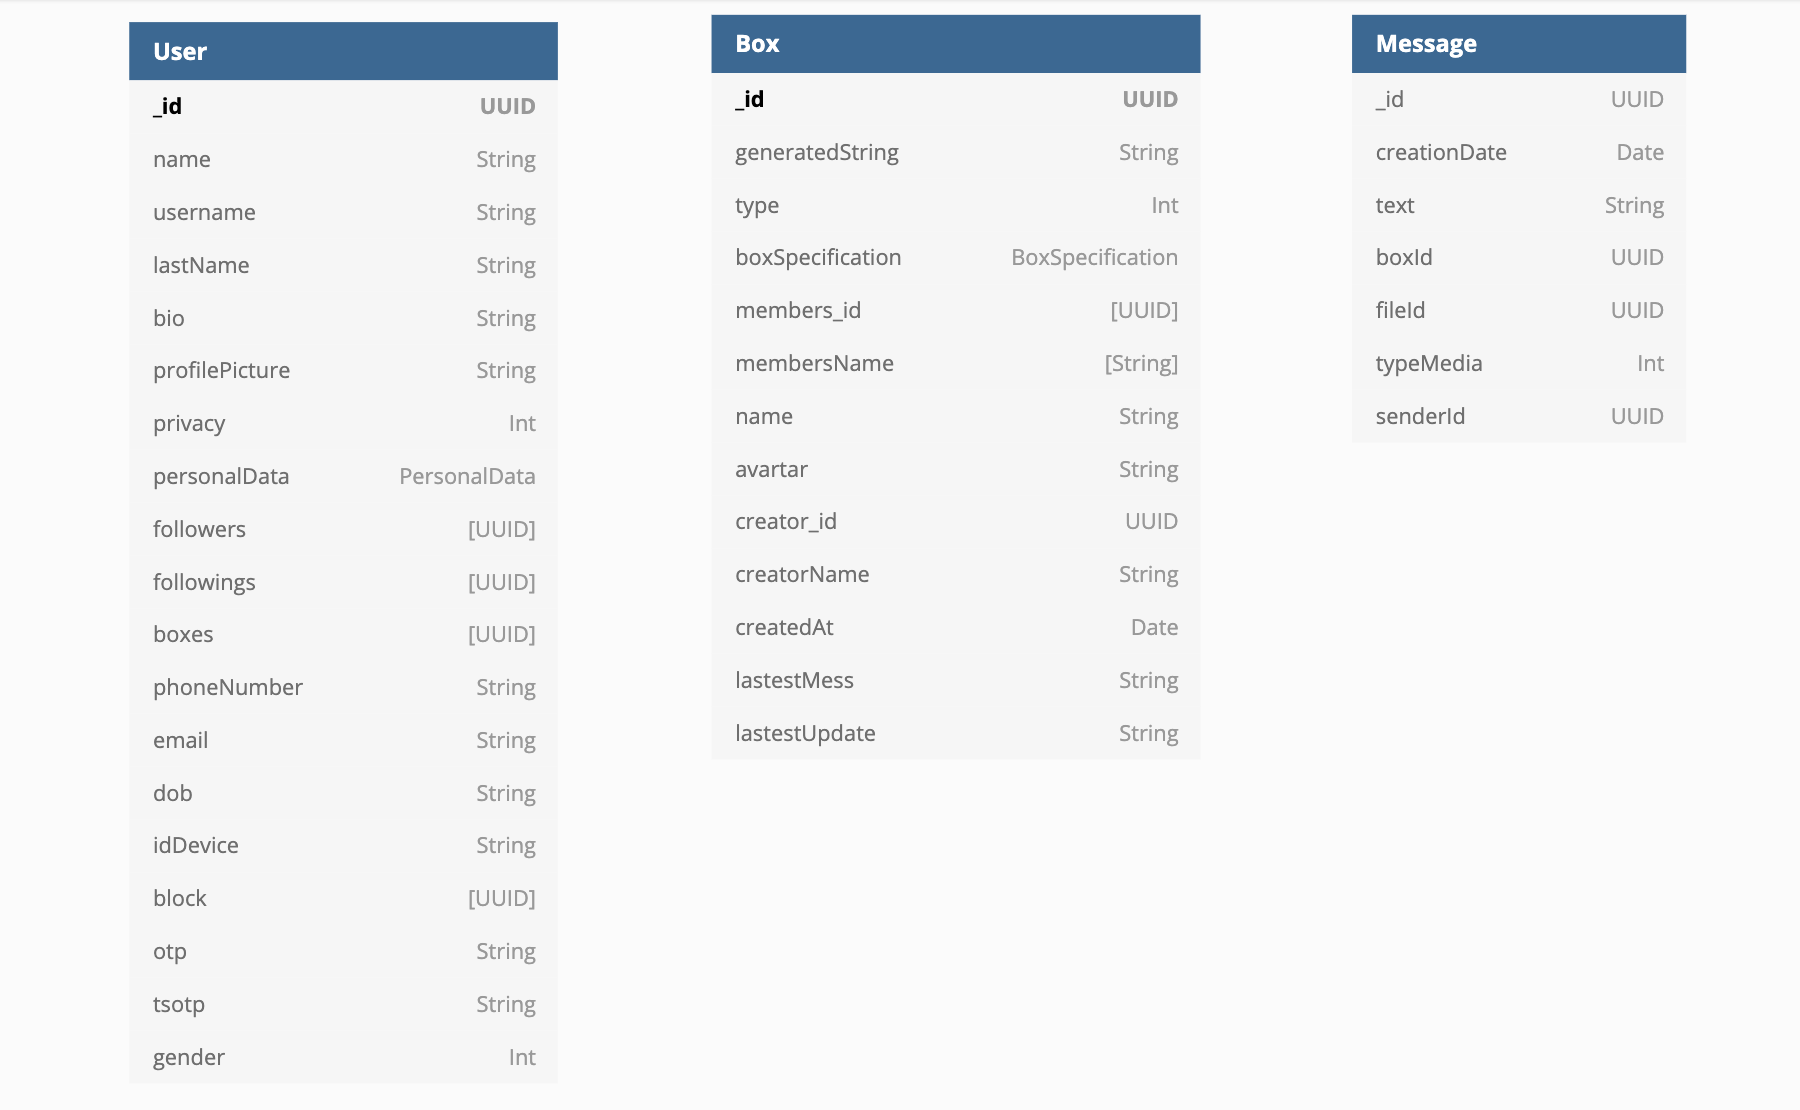 User
_id UUID
name String
username String
lastName String
bio String
profilePicture String
privacy Int
personalData PersonalData
followers [UUID]
followings [UUID]
boxes [UUID]
phoneNumber String
email String
dob String
idDevice String
block [UUID]
otp String
tsotp String
gender Int
Box
_id UUID
generatedString String
type Int
boxSpecification BoxSpecification
members_id [UUID]
membersName [String]
name String
avartar String
creator_id UUID
creatorName String
createdAt Date
lastestMess String
lastestUpdate String
Message
_id UUID
creationDate Date
text String
boxId UUID
fileId UUID
typeMedia Int
senderId UUID